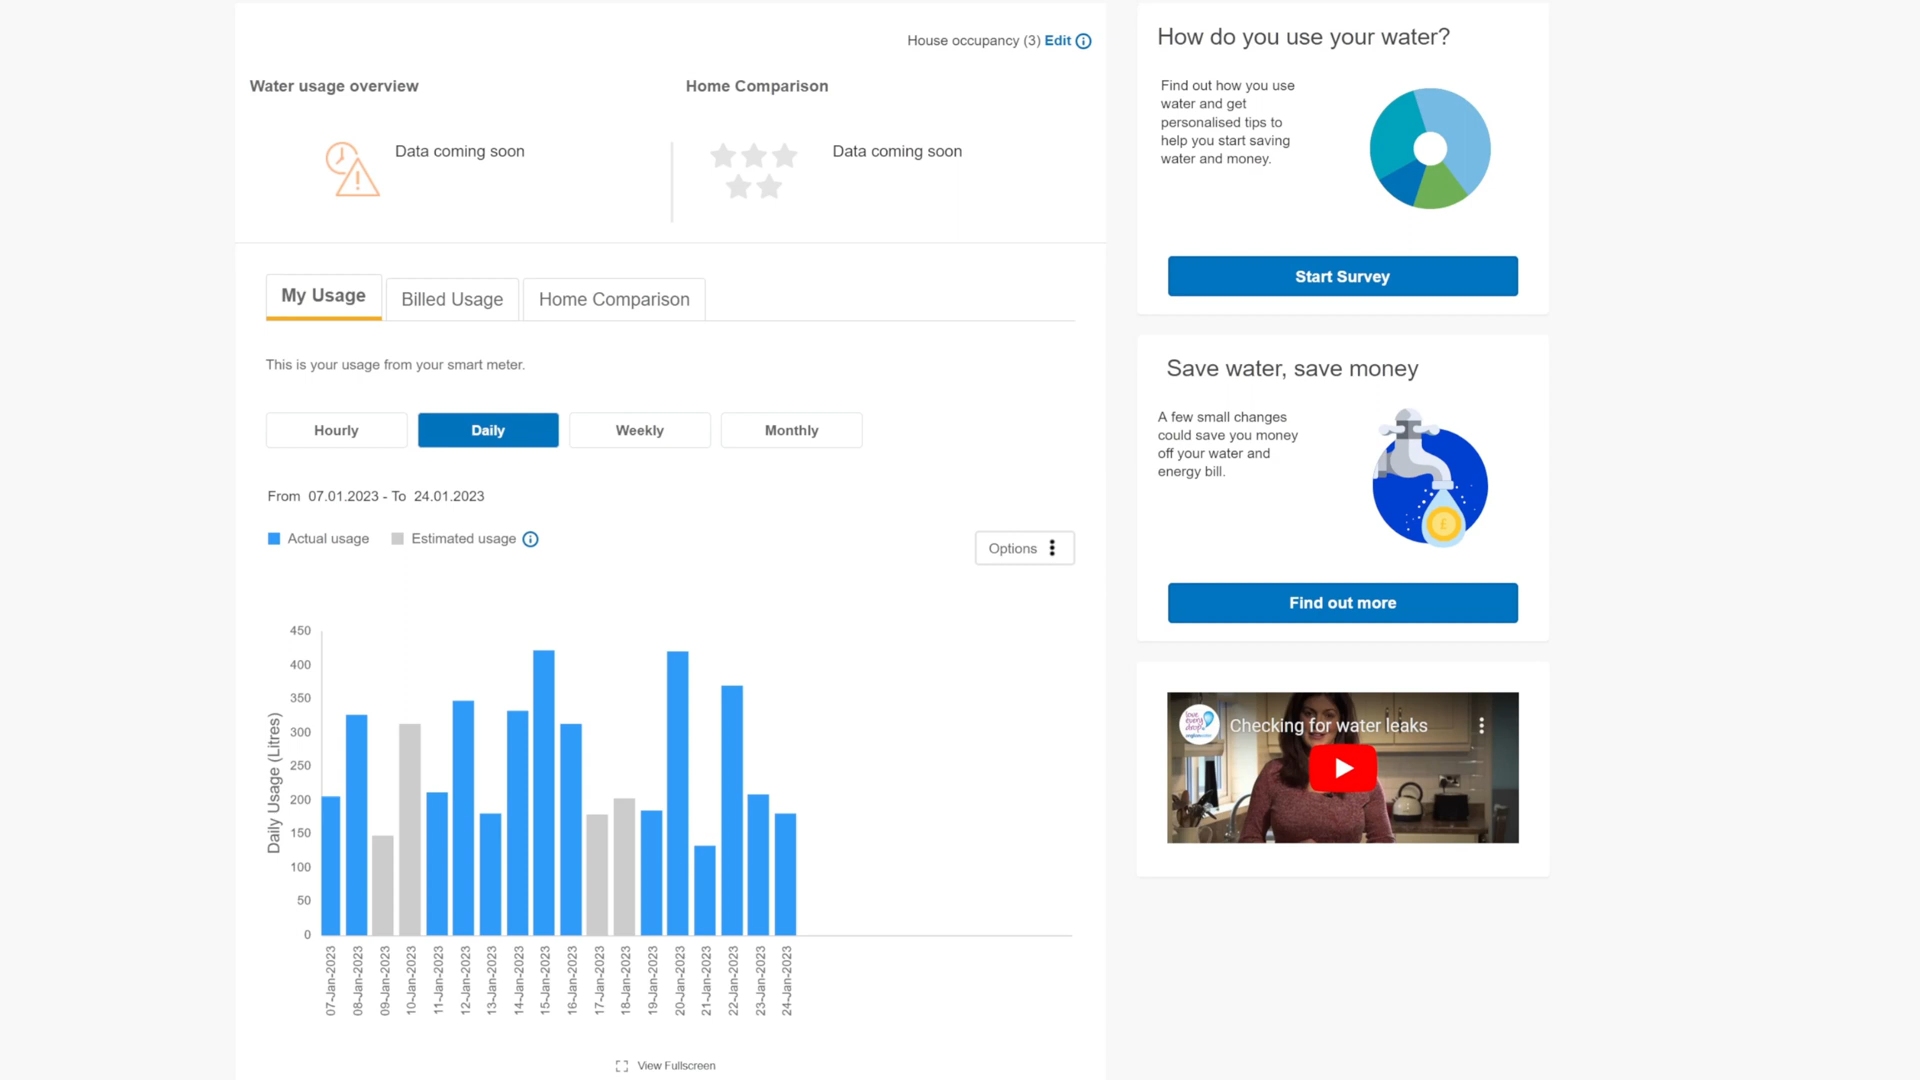 House occupancy (3) Edit
Water usage overview
Home Comparison
Data coming soon
Data coming soon
My Usage
Billed Usage
Home Comparison
This is your usage from your smart meter.
Hourly
Daily
Weekly
Monthly
From 07.01.2023 - To 24.01.2023
Actual usage
Estimated usage
Options
Daily Usage (Litres)
450
400
350
300
250
200
150
100
50
0
07-Jan-2023
08-Jan-2023
09-Jan-2023
10-Jan-2023
11-Jan-2023
12-Jan-2023
13-Jan-2023
14-Jan-2023
15-Jan-2023
16-Jan-2023
17-Jan-2023
18-Jan-2023
19-Jan-2023
20-Jan-2023
21-Jan-2023
22-Jan-2023
23-Jan-2023
24-Jan-2023
View Fullscreen
How do you use your water?
Find out how you use
water and get
personalised tips to
help you start saving
water and money.
Start Survey
Save water, save money
A few small changes
could save you money
off your water and
energy bill.
£
Find out more
love
every
drop
Checking for water leaks